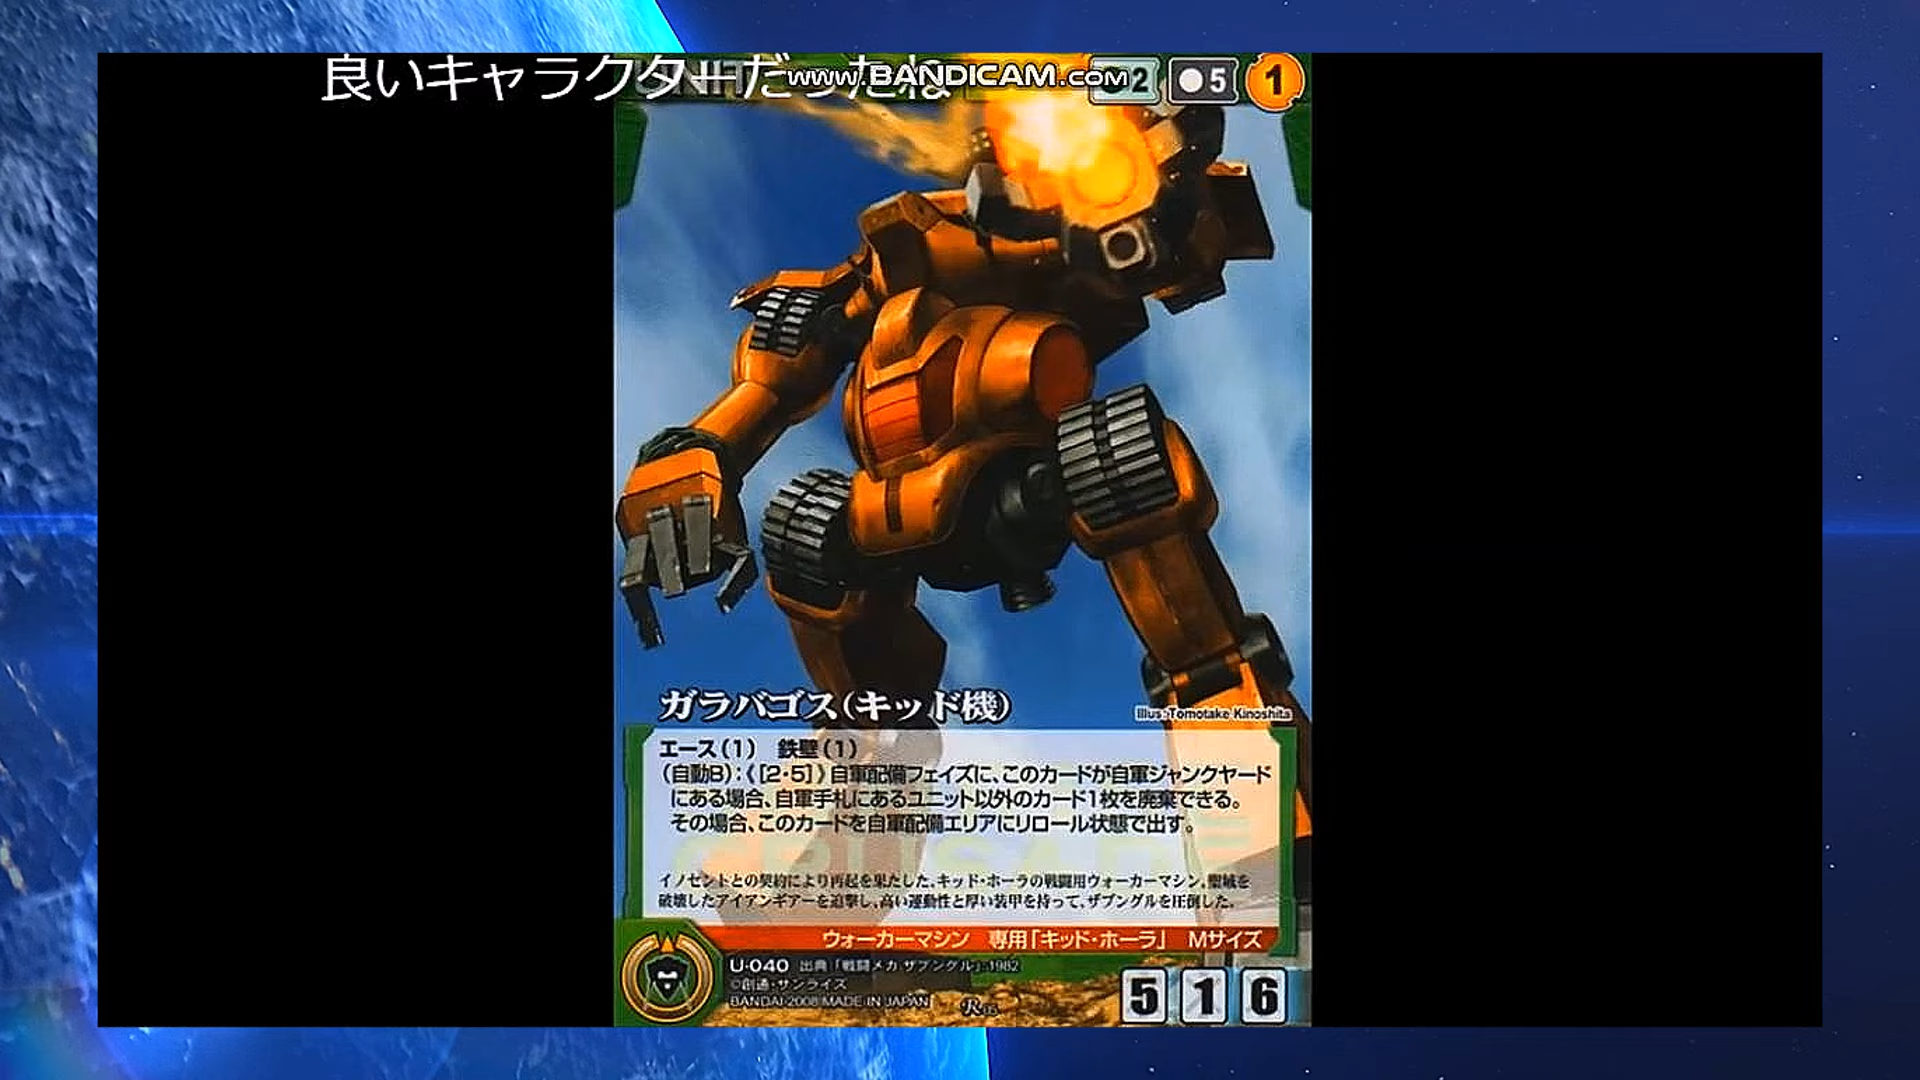 良いキャラクターだったね
www.BANDICAM.com
2 5 1
ガラバゴス(キッド機)
Illus:Tomotake Kinoshita
エース(1) 鉄壁(1)
(自動B):《[2・5]》自軍配備フェイズに、このカードが自軍ジャンクヤード
にある場合、自軍手札にあるユニット以外のカード1枚を廃棄できる。
その場合、このカードを自軍配備エリアにリロール状態で出す。
イノセントとの契約により再起を果たした、キッド・ホーラの戦闘用ウォーカーマシン。聖域を
破壊したアイアンギアーを追撃し、高い運動性と厚い装甲を持って、ザブングルを圧倒した。
ウォーカーマシン 専用「キッド・ホーラ」 Mサイズ
U-040 出典「戦闘メカ ザブングル」1982
©創通・サンライズ
BANDAI 2008 MADE IN JAPAN
5 1 6